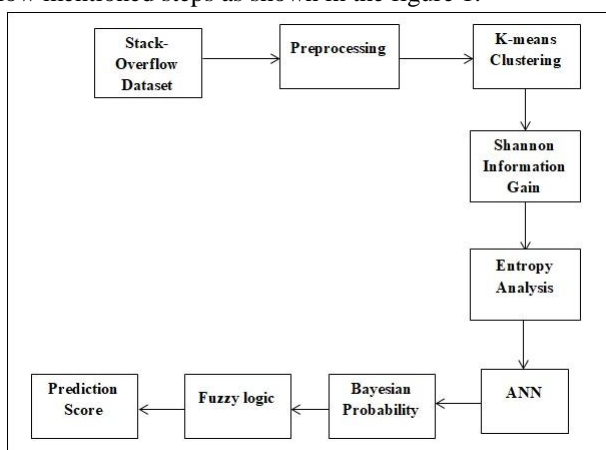 low mentioned steps as shown in the figure 1.
Stack-
Overflow
Dataset
Preprocessing
K-means
Clustering
Shannon
Information
Gain
Entropy
Analysis
ANN
Bayesian
Probability
Fuzzy logic
Prediction
Score